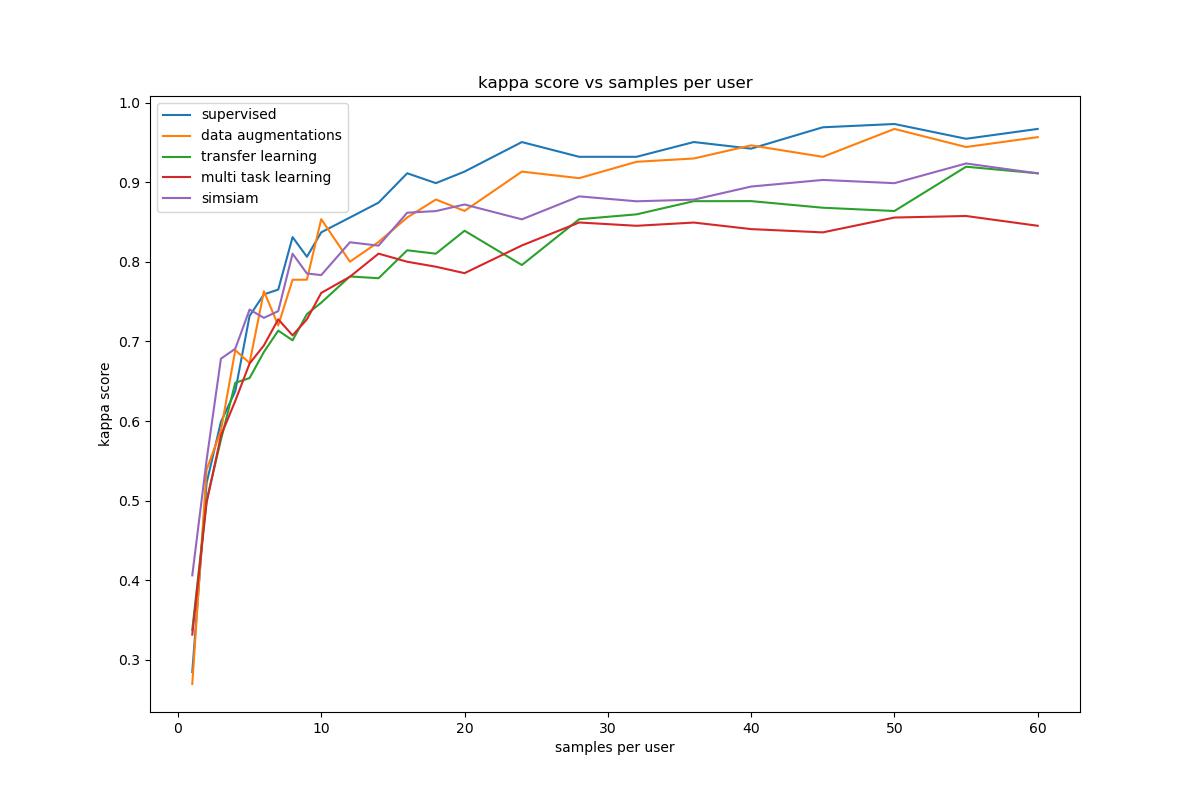 kappa score vs samples per user
supervised
data augmentations
transfer learning
multi task learning
simsiam
kappa score
1.0
0.9
0.8
0.7
0.6
0.5
0.4
0.3
0 10 20 30 40 50 60
samples per user